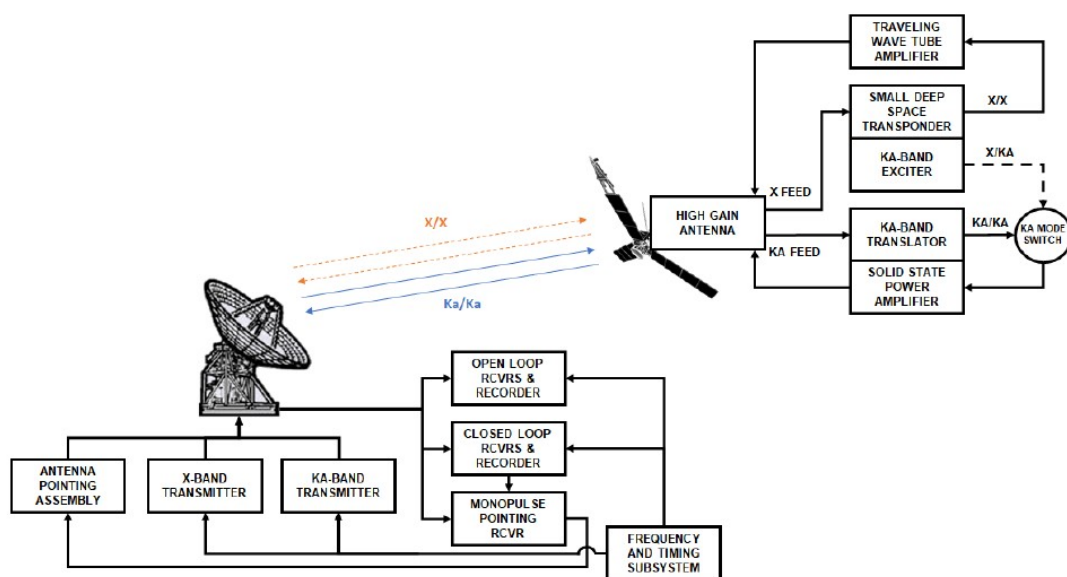 TRAVELING
WAVE TUBE
AMPLIFIER
SMALL DEEP
SPACE
TRANSPONDER
X/X
KA-BAND
EXCITER
X/KA
X FEED
HIGH GAIN
ANTENNA
KA FEED
KA-BAND
TRANSLATOR
KA/KA
KA MODE
SWITCH
SOLID STATE
POWER
AMPLIFIER
X/X
Ka/Ka
OPEN LOOP
RCVRS &
RECORDER
CLOSED LOOP
RCVRS &
RECORDER
MONOPULSE
POINTING
RCVR
ANTENNA
POINTING
ASSEMBLY
X-BAND
TRANSMITTER
KA-BAND
TRANSMITTER
FREQUENCY
AND TIMING
SUBSYSTEM